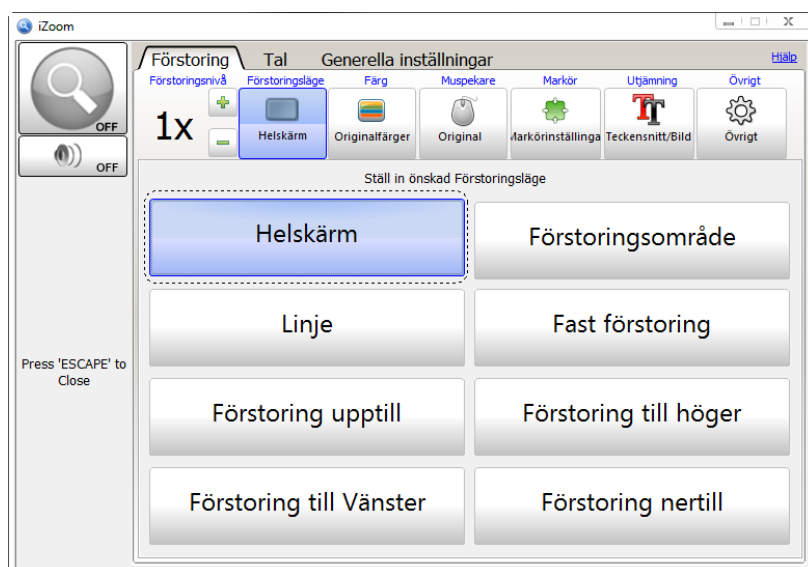 iZoom
OFF
OFF
Press 'ESCAPE' to
Close
Förstoring Tal Generella inställningar Hjälp
Förstoringsnivå Förstoringsläge Färg Muspekare Markör Utjämning Övrigt
1x Helskärm Originalfärger Original Markörinställinga Teckensnitt/Bild Övrigt
Ställ in önskad Förstoringsläge
Helskärm Förstoringsområde
Linje Fast förstoring
Förstoring upptill Förstoring till höger
Förstoring till Vänster Förstoring nertill